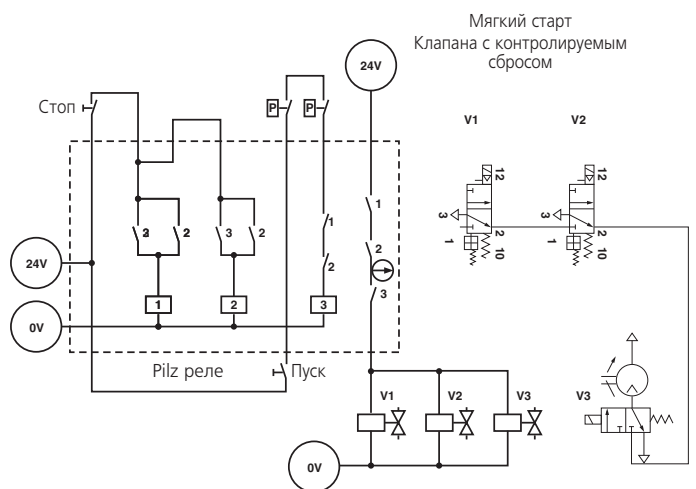 Мягкий старт
Клапана с контролируемым
сбросом
24V
Стоп
P
P
V1
V2
12
12
3
3
2
2
1
1
10
10
2
2
3
2
1
2
1
2
3
24V
0V
1
2
3
Pilz реле
Пуск
V1
V2
V3
V3
0V